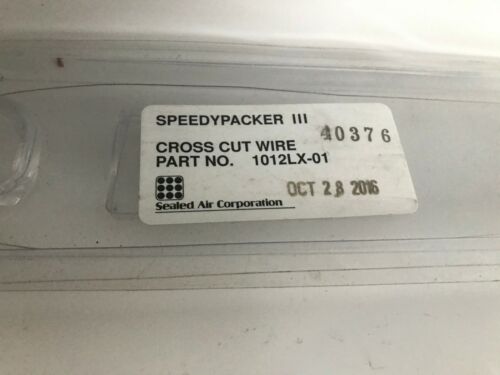 SPEEDYPACKER III
40376
CROSS CUT WIRE
PART NO. 1012LX-01
OCT 28 2016
Sealed Air Corporation